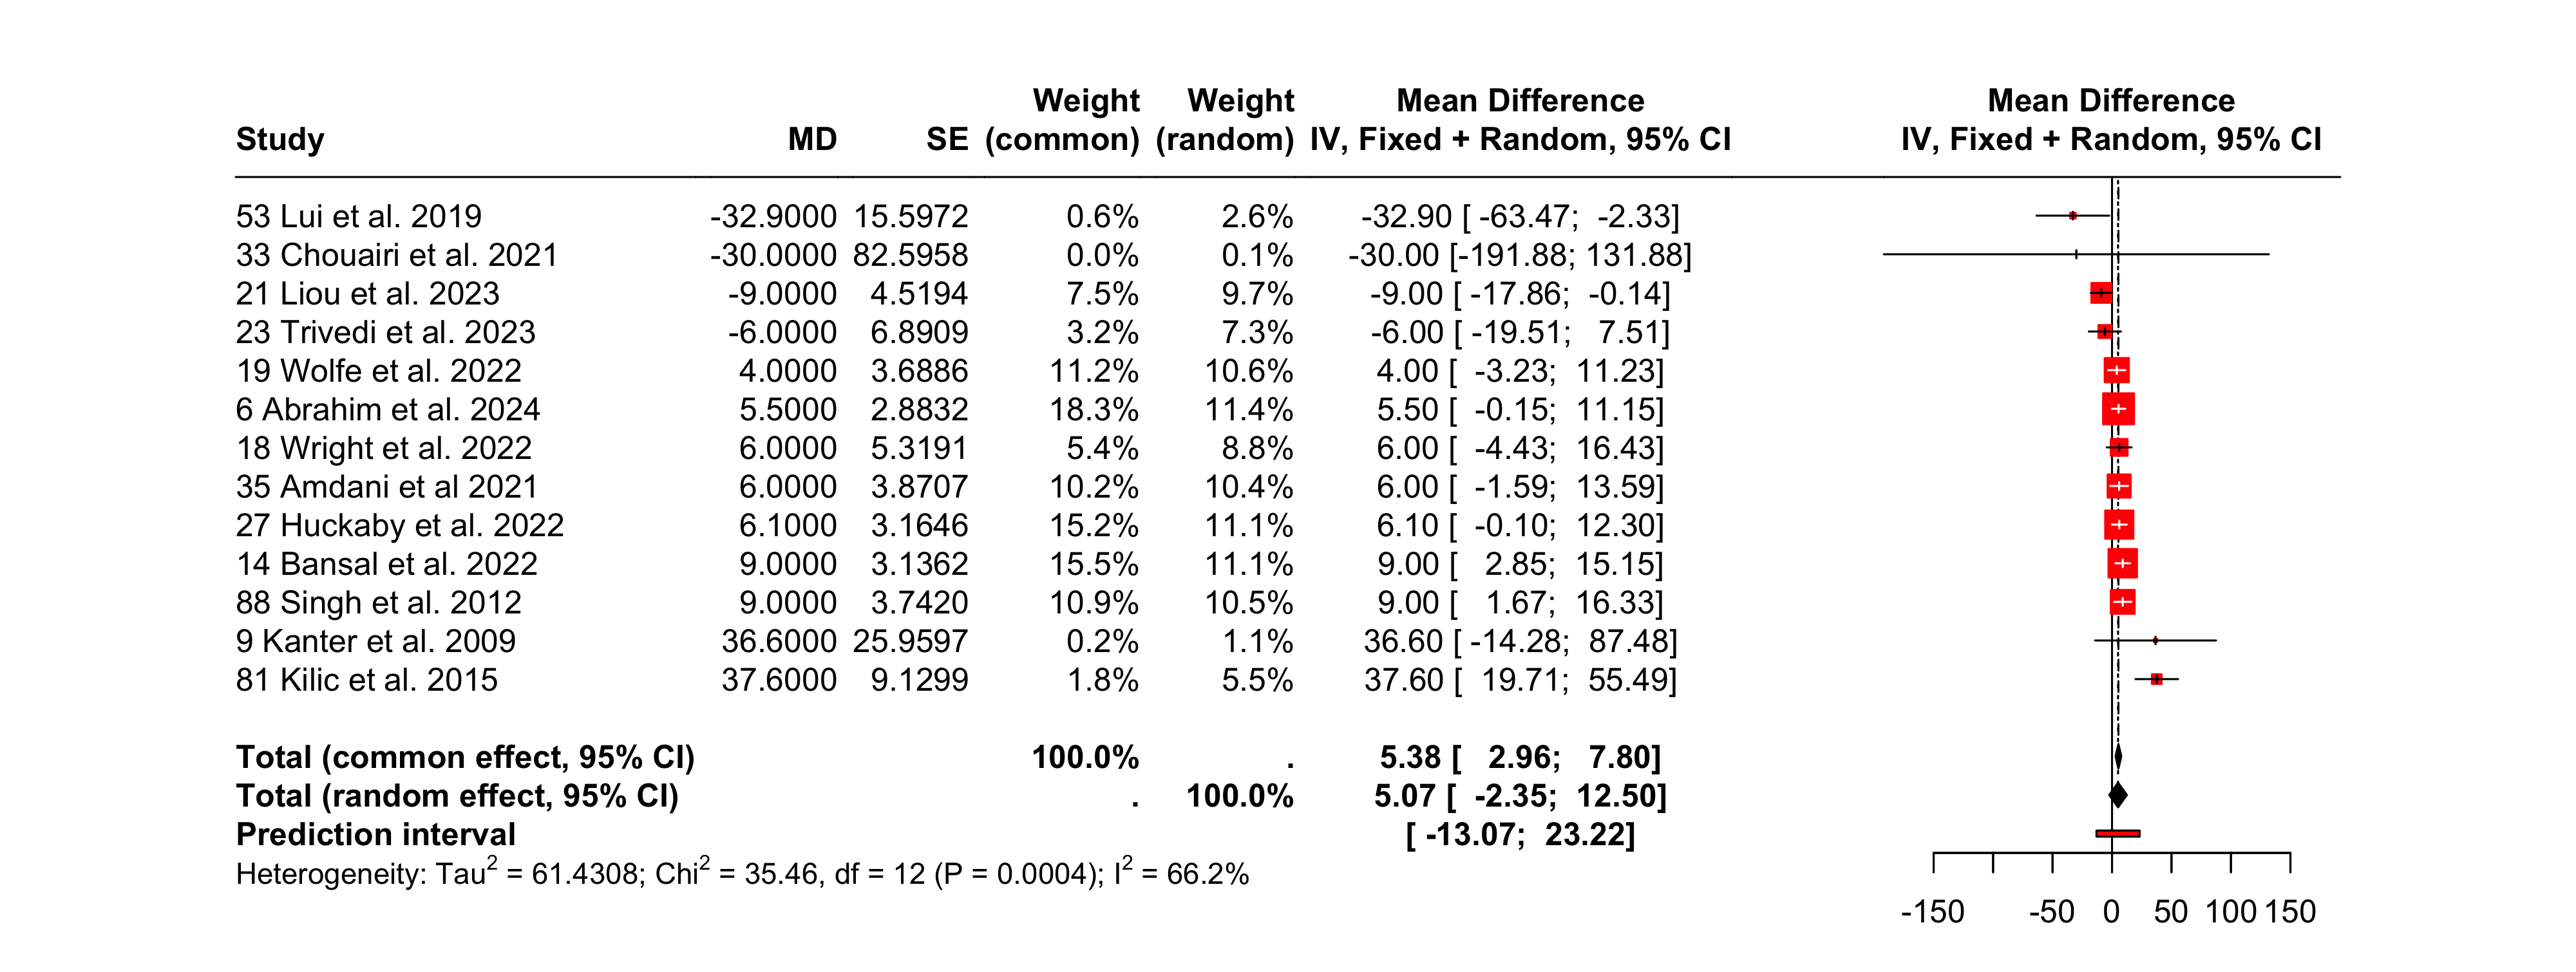 Weight Weight Mean Difference Mean Difference
Study MD SE (common) (random) IV, Fixed + Random, 95% CI IV, Fixed + Random, 95% CI
53 Lui et al. 2019 -32.9000 15.5972 0.6% 2.6% -32.90 [ -63.47; -2.33]
33 Chouairi et al. 2021 -30.0000 82.5958 0.0% 0.1% -30.00 [-191.88; 131.88]
21 Liou et al. 2023 -9.0000 4.5194 7.5% 9.7% -9.00 [ -17.86; -0.14]
23 Trivedi et al. 2023 -6.0000 6.8909 3.2% 7.3% -6.00 [ -19.51; 7.51]
19 Wolfe et al. 2022 4.0000 3.6886 11.2% 10.6% 4.00 [ -3.23; 11.23]
6 Abrahim et al. 2024 5.5000 2.8832 18.3% 11.4% 5.50 [ -0.15; 11.15]
18 Wright et al. 2022 6.0000 5.3191 5.4% 8.8% 6.00 [ -4.43; 16.43]
35 Amdani et al 2021 6.0000 3.8707 10.2% 10.4% 6.00 [ -1.59; 13.59]
27 Huckaby et al. 2022 6.1000 3.1646 15.2% 11.1% 6.10 [ -0.10; 12.30]
14 Bansal et al. 2022 9.0000 3.1362 15.5% 11.1% 9.00 [ 2.85; 15.15]
88 Singh et al. 2012 9.0000 3.7420 10.9% 10.5% 9.00 [ 1.67; 16.33]
9 Kanter et al. 2009 36.6000 25.9597 0.2% 1.1% 36.60 [ -14.28; 87.48]
81 Kilic et al. 2015 37.6000 9.1299 1.8% 5.5% 37.60 [ 19.71; 55.49]
Total (common effect, 95% CI) 100.0% . 5.38 [ 2.96; 7.80]
Total (random effect, 95% CI) . 100.0% 5.07 [ -2.35; 12.50]
Prediction interval [ -13.07; 23.22]
Heterogeneity: Tau² = 61.4308; Chi² = 35.46, df = 12 (P = 0.0004); I² = 66.2%
-150 -50 0 50 100 150